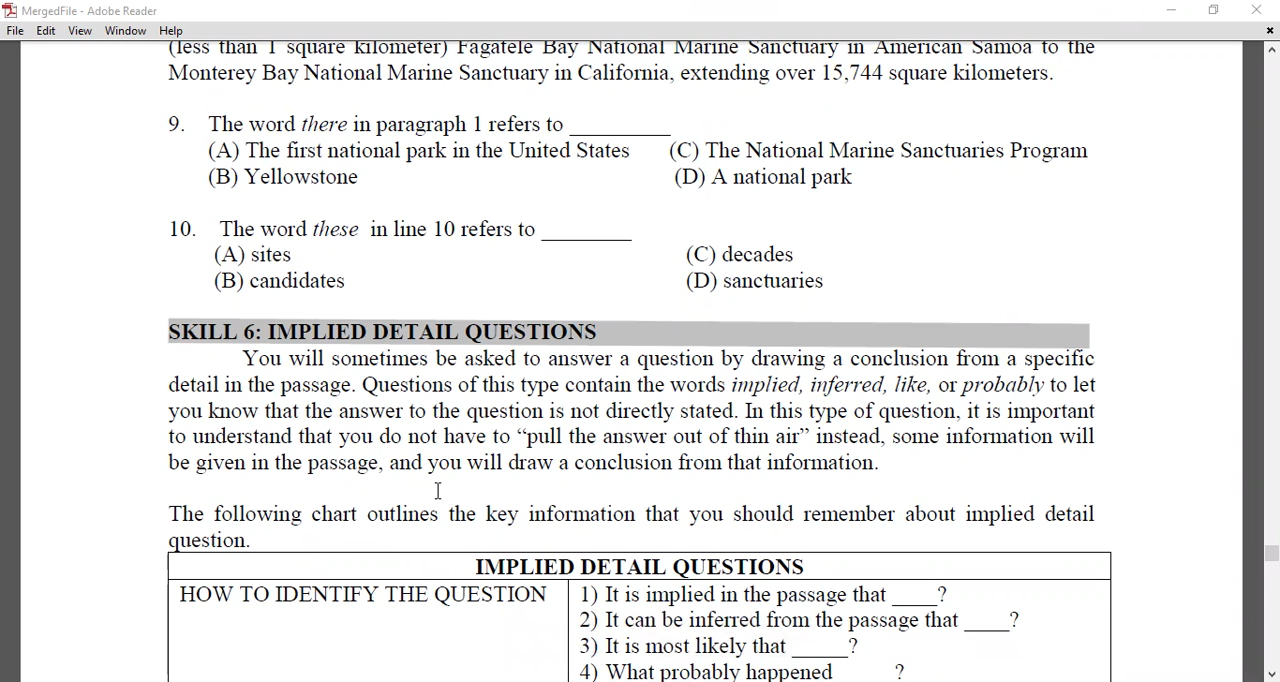 MergedFile - Adobe Reader
File Edit View Window Help
(less than 1 square kilometer) Fagatele Bay National Marine Sanctuary in American Samoa to the
Monterey Bay National Marine Sanctuary in California, extending over 15,744 square kilometers.
9. The word there in paragraph 1 refers to __________
(A) The first national park in the United States (C) The National Marine Sanctuaries Program
(B) Yellowstone (D) A national park
10. The word these in line 10 refers to _________
(A) sites (C) decades
(B) candidates (D) sanctuaries
SKILL 6: IMPLIED DETAIL QUESTIONS
You will sometimes be asked to answer a question by drawing a conclusion from a specific
detail in the passage. Questions of this type contain the words implied, inferred, like, or probably to let
you know that the answer to the question is not directly stated. In this type of question, it is important
to understand that you do not have to “pull the answer out of thin air” instead, some information will
be given in the passage, and you will draw a conclusion from that information.
The following chart outlines the key information that you should remember about implied detail
question.
IMPLIED DETAIL QUESTIONS
HOW TO IDENTIFY THE QUESTION 1) It is implied in the passage that ____?
2) It can be inferred from the passage that ____?
3) It is most likely that _____?
4) What probably happened _____?